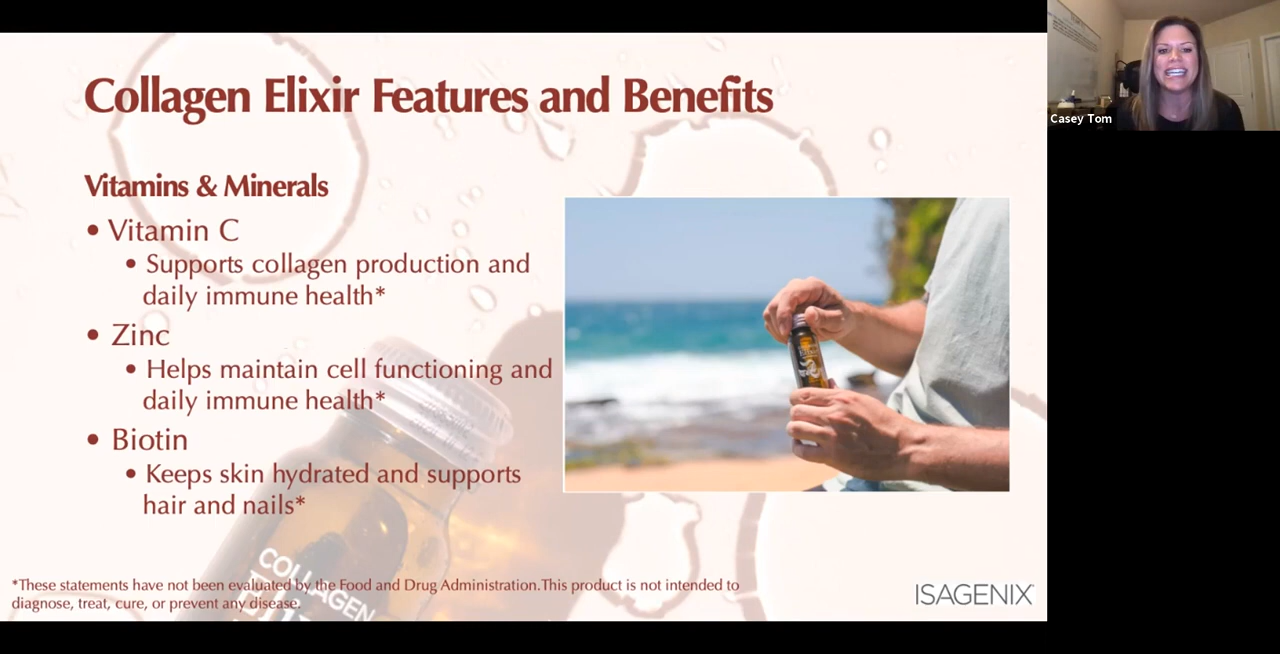 Collagen Elixir Features and Benefits
Casey Tom
Vitamins & Minerals
• Vitamin C
• Supports collagen production and
daily immune health*
• Zinc
• Helps maintain cell functioning and
daily immune health*
• Biotin
• Keeps skin hydrated and supports
hair and nails*
COLLAGEN
*These statements have not been evaluated by the Food and Drug Administration.This product is not intended to
diagnose, treat, cure, or prevent any disease.
ISAGENIX